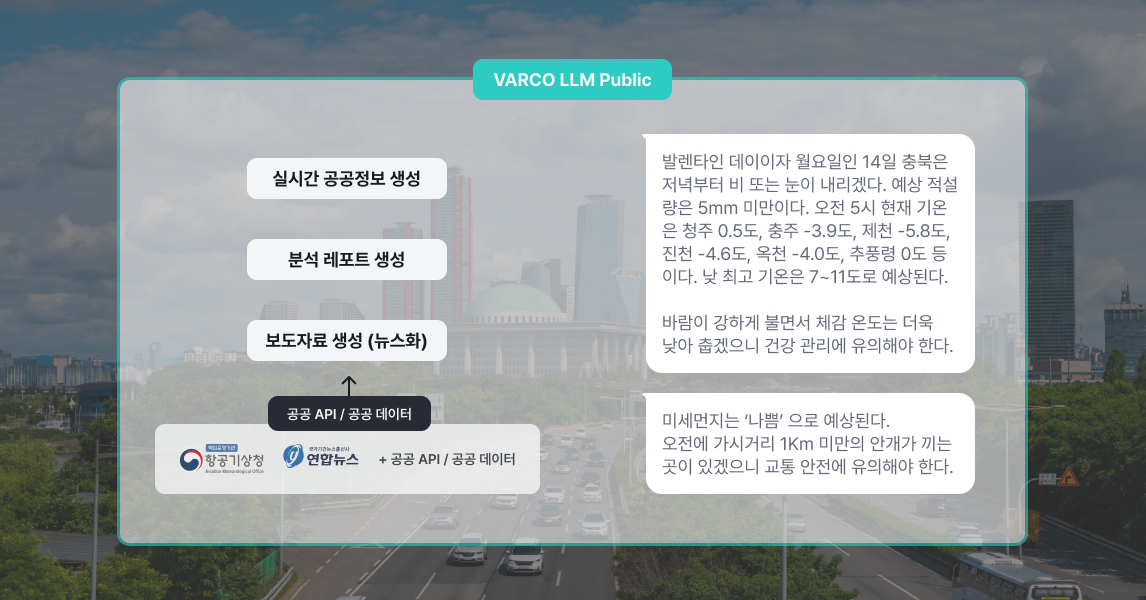 VARCO LLM Public
실시간 공공정보 생성
분석 레포트 생성
보도자료 생성 (뉴스화)
공공 API / 공공 데이터
책임운영기관
항공기상청
Aviation Meteorological Office
국가기간뉴스통신사
연합뉴스
+ 공공 API / 공공 데이터
발렌타인 데이이자 월요일인 14일 충북은
저녁부터 비 또는 눈이 내리겠다. 예상 적설
량은 5mm 미만이다. 오전 5시 현재 기온
은 청주 0.5도, 충주 -3.9도, 제천 -5.8도,
진천 -4.6도, 옥천 -4.0도, 추풍령 0도 등
이다. 낮 최고 기온은 7~11도로 예상된다.
바람이 강하게 불면서 체감 온도는 더욱
낮아 춥겠으니 건강 관리에 유의해야 한다.
미세먼지는 ‘나쁨’ 으로 예상된다.
오전에 가시거리 1Km 미만의 안개가 끼는
곳이 있겠으니 교통 안전에 유의해야 한다.